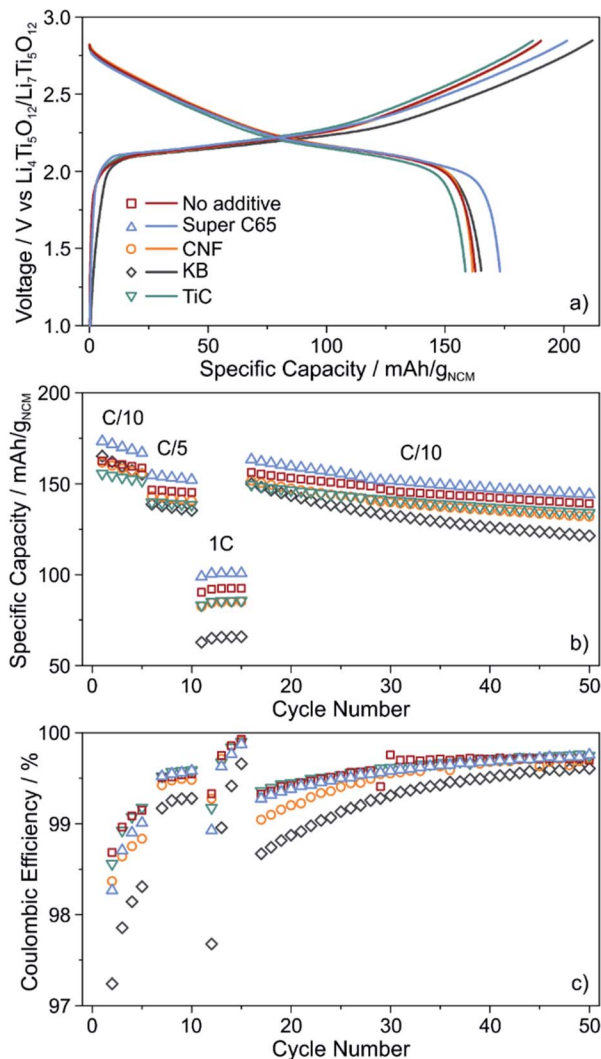 3.0
2.5
2.0
1.5
1.0
Voltage / V vs Li₄Ti₅O₁₂/Li₇Ti₅O₁₂
No additive
Super C65
CNF
KB
TiC
a)
0 50 100 150 200
Specific Capacity / mAh/gNCM
200
150
100
50
Specific Capacity / mAh/gNCM
C/10
C/5
1C
C/10
b)
0 10 20 30 40 50
Cycle Number
100
99
98
97
Coulombic Efficiency / %
c)
0 10 20 30 40 50
Cycle Number